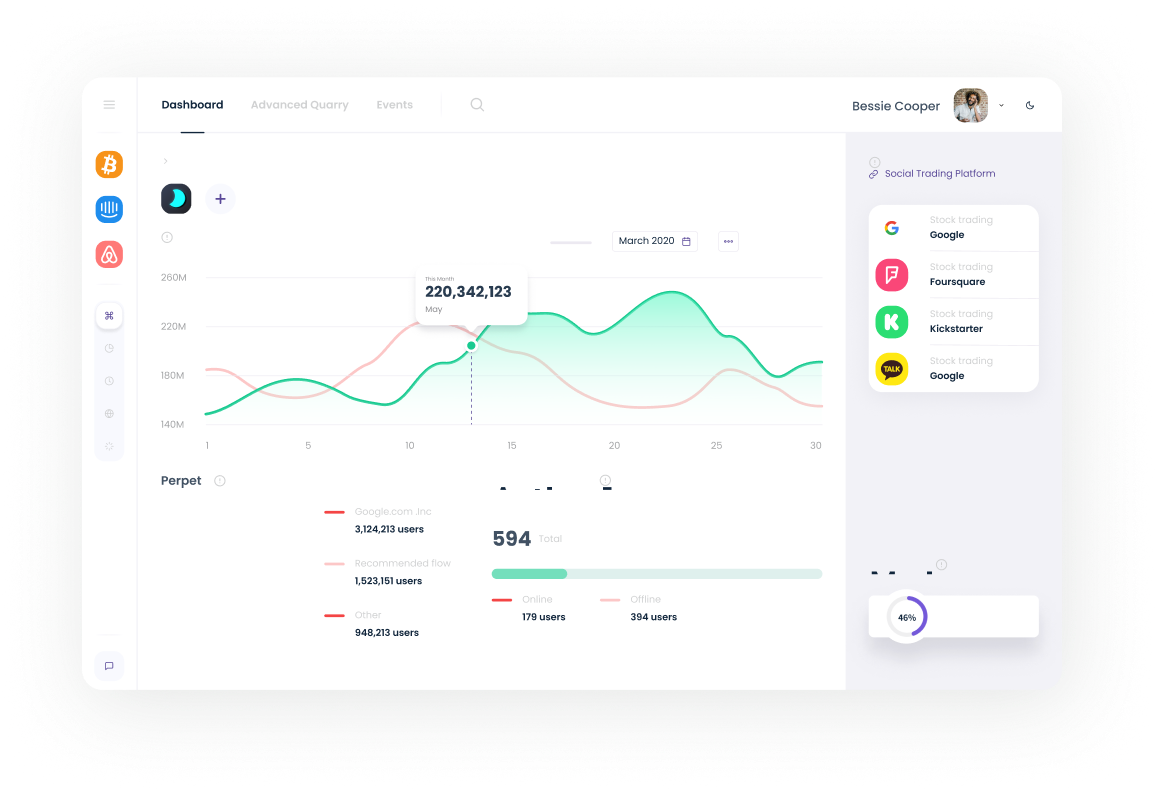 Dashboard
Advanced Quarry
Events
Bessie Cooper
Social Trading Platform
March 2020
260M
220M
180M
140M
This Month
220,342,123
May
1
5
10
15
20
25
30
Stock trading
Google
Stock trading
Foursquare
Stock trading
Kickstarter
TALK
Stock trading
Google
Perpet
Google.com .Inc
3,124,213 users
Recommended flow
1,523,151 users
Other
948,213 users
594
Total
Online
179 users
Offline
394 users
46%